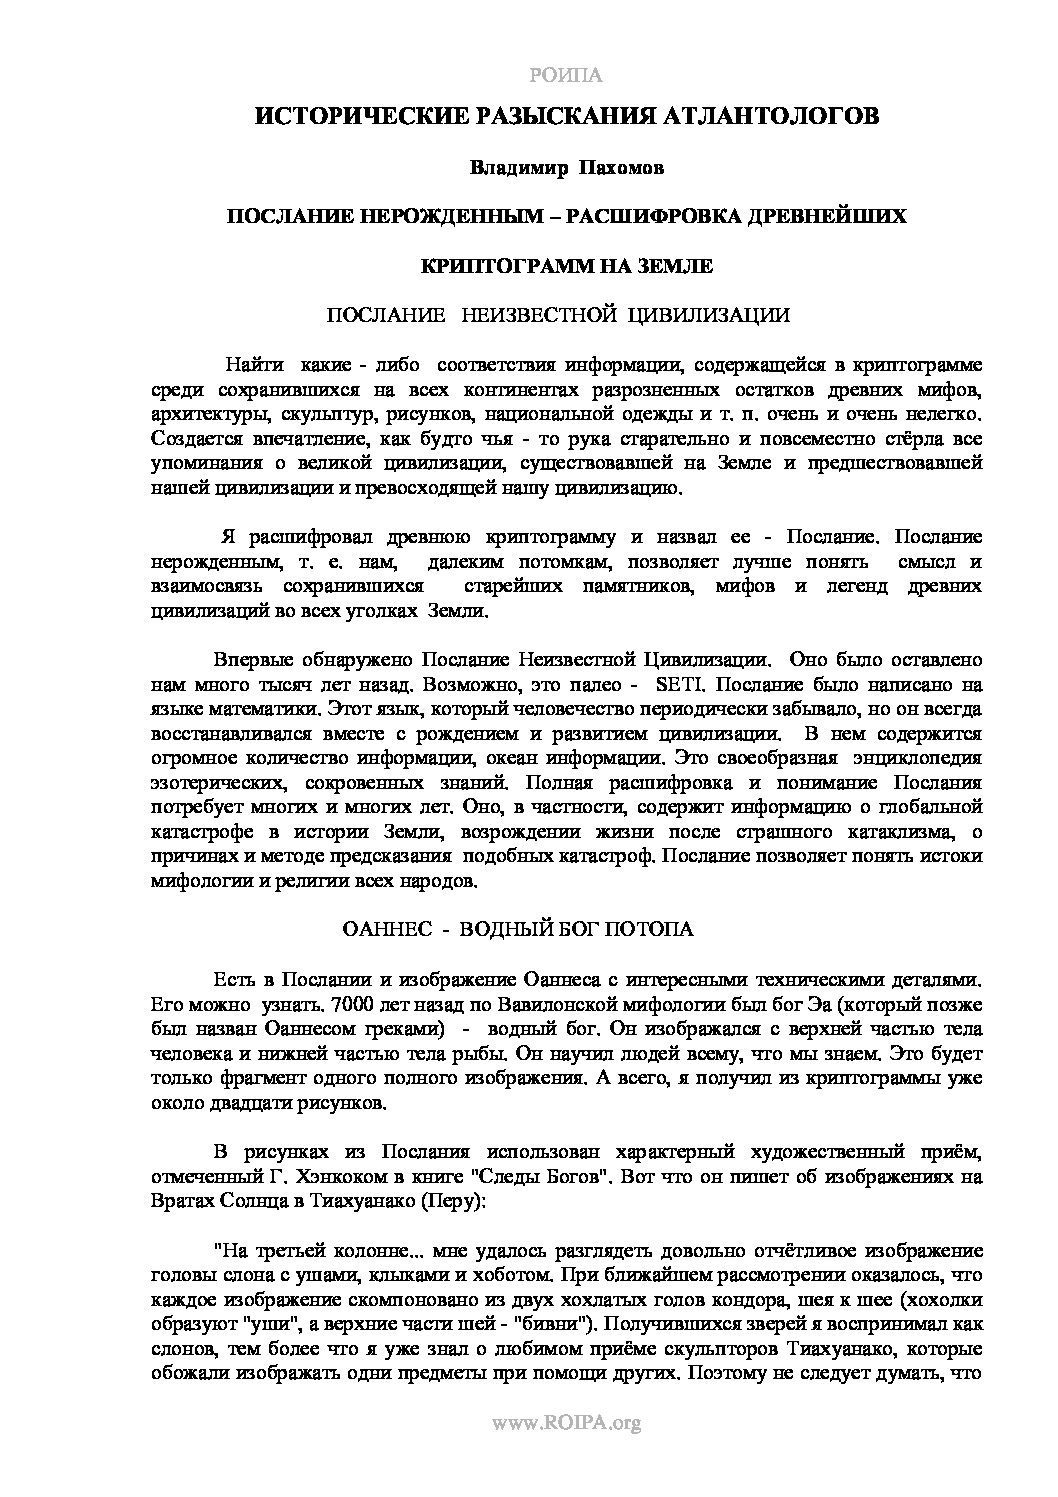 РОИПА
ИСТОРИЧЕСКИЕ РАЗЫСКАНИЯ АТЛАНТОЛОГОВ
Владимир Пахомов
ПОСЛАНИЕ НЕРОЖДЕННЫМ – РАСШИФРОВКА ДРЕВНЕЙШИХ
КРИПТОГРАММ НА ЗЕМЛЕ
ПОСЛАНИЕ НЕИЗВЕСТНОЙ ЦИВИЛИЗАЦИИ
Найти какие - либо соответствия информации, содержащейся в криптограмме
среди сохранившихся на всех континентах разрозненных остатков древних мифов,
архитектуры, скульптур, рисунков, национальной одежды и т. п. очень и очень нелегко.
Создается впечатление, как будто чья - то рука старательно и повсеместно стёрла все
упоминания о великой цивилизации, существовавшей на Земле и предшествовавшей
нашей цивилизации и превосходящей нашу цивилизацию.
Я расшифровал древнюю криптограмму и назвал ее - Послание. Послание
нерожденным, т. е. нам, далеким потомкам, позволяет лучше понять смысл и
взаимосвязь сохранившихся старейших памятников, мифов и легенд древних
цивилизаций во всех уголках Земли.
Впервые обнаружено Послание Неизвестной Цивилизации. Оно было оставлено
нам много тысяч лет назад. Возможно, это палео - SETI. Послание было написано на
языке математики. Этот язык, который человечество периодически забывало, но он всегда
восстанавливался вместе с рождением и развитием цивилизации. В нем содержится
огромное количество информации, океан информации. Это своеобразная энциклопедия
эзотерических, сокровенных знаний. Полная расшифровка и понимание Послания
потребует многих и многих лет. Оно, в частности, содержит информацию о глобальной
катастрофе в истории Земли, возрождении жизни после страшного катаклизма, о
причинах и методе предсказания подобных катастроф. Послание позволяет понять истоки
мифологии и религии всех народов.
ОАННЕС - ВОДНЫЙ БОГ ПОТОПА
Есть в Послании и изображение Оаннеса с интересными техническими деталями.
Его можно узнать. 7000 лет назад по Вавилонской мифологии был бог Эа (который позже
был назван Оаннесом греками) - водный бог. Он изображался с верхней частью тела
человека и нижней частью тела рыбы. Он научил людей всему, что мы знаем. Это будет
только фрагмент одного полного изображения. А всего, я получил из криптограммы уже
около двадцати рисунков.
В рисунках из Послания использован характерный художественный приём,
отмеченный Г. Хэнкоком в книге "Следы Богов". Вот что он пишет об изображениях на
Вратах Солнца в Тиахуанако (Перу):
"На третьей колонне... мне удалось разглядеть довольно отчётливое изображение
головы слона с ушами, клыками и хоботом. При ближайшем рассмотрении оказалось, что
каждое изображение скомпоновано из двух хохлатых голов кондора, шея к шее (хохолки
образуют "уши", а верхние части шей - "бивни"). Получившихся зверей я воспринимал как
слонов, тем более что я уже знал о любимом приёме скульпторов Тиахуанако, которые
обожали изображать одни предметы при помощи других. Поэтому не следует думать, что
www.ROIPA.org